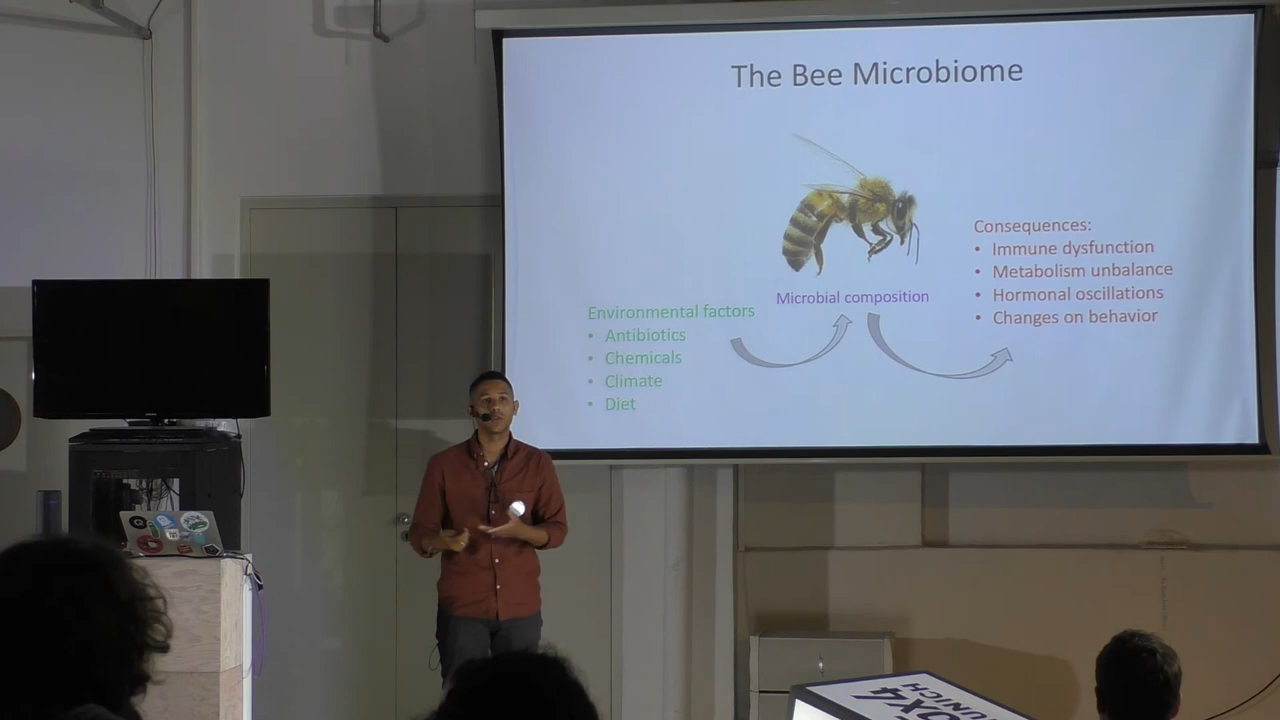 The Bee Microbiome
Environmental factors
• Antibiotics
• Chemicals
• Climate
• Diet
Microbial composition
Consequences:
• Immune dysfunction
• Metabolism unbalance
• Hormonal oscillations
• Changes on behavior